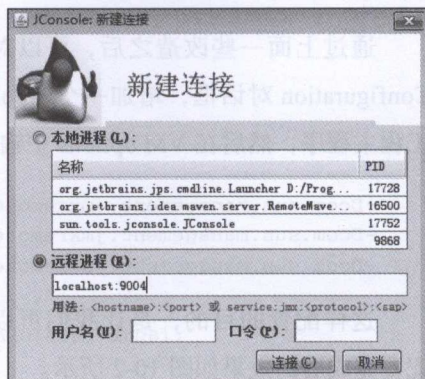 JConsole: 新建连接
新建连接
本地进程(L):
名称 PID
org.jetbrains.jps.cmdline.Launcher D:/Prog... 17728
org.jetbrains.idea.maven.server.RemoteMave... 16500
sun.tools.jconsole.JConsole 17752
9868
远程进程(R):
localhost:9004
用法: <hostname>:<port> 或 service:jmx:<protocol>:<sap>
用户名(U): 口令(P):
连接(C) 取消